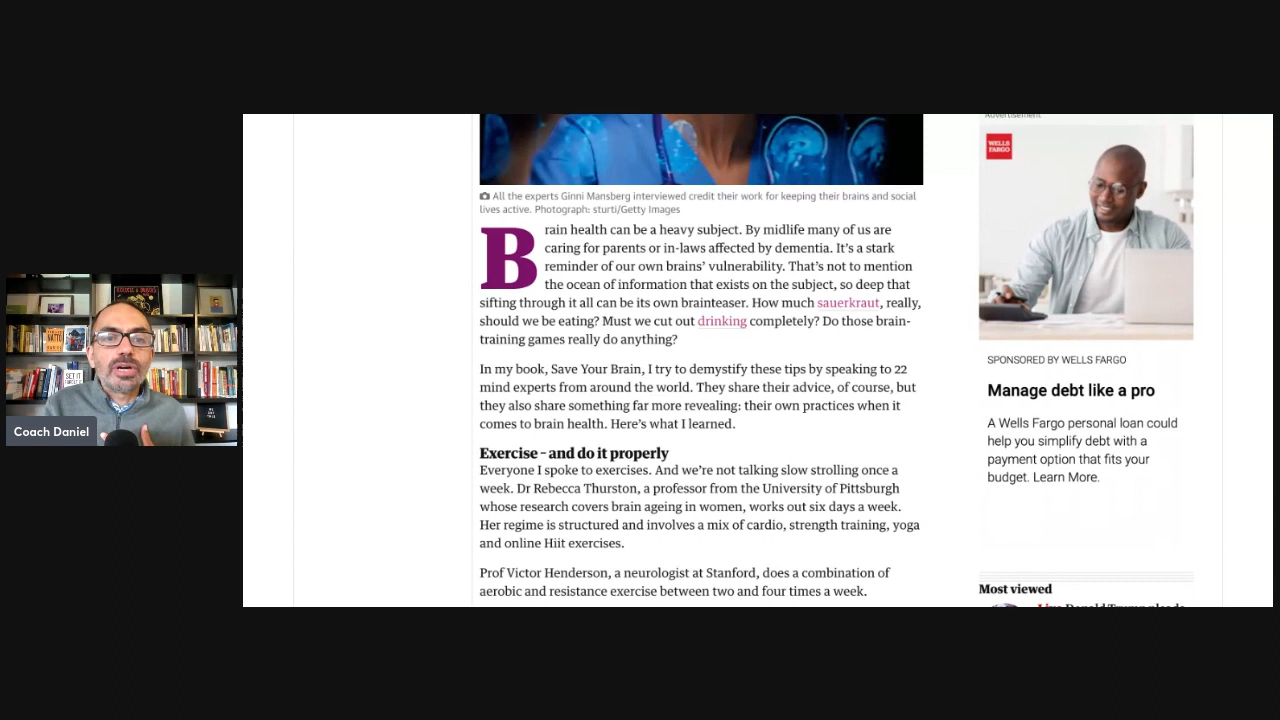 Coach Daniel
SET IT
All the experts Ginni Mansberg interviewed credit their work for keeping their brains and social
lives active. Photograph: sturti/Getty Images
Brain health can be a heavy subject. By midlife many of us are
caring for parents or in-laws affected by dementia. It’s a stark
reminder of our own brains’ vulnerability. That’s not to mention
the ocean of information that exists on the subject, so deep that
sifting through it all can be its own brainteaser. How much sauerkraut, really,
should we be eating? Must we cut out drinking completely? Do those brain-
training games really do anything?
In my book, Save Your Brain, I try to demystify these tips by speaking to 22
mind experts from around the world. They share their advice, of course, but
they also share something far more revealing: their own practices when it
comes to brain health. Here’s what I learned.
Exercise – and do it properly
Everyone I spoke to exercises. And we’re not talking slow strolling once a
week. Dr Rebecca Thurston, a professor from the University of Pittsburgh
whose research covers brain ageing in women, works out six days a week.
Her regime is structured and involves a mix of cardio, strength training, yoga
and online Hiit exercises.
Prof Victor Henderson, a neurologist at Stanford, does a combination of
aerobic and resistance exercise between two and four times a week.
Advertisement
WELLS
FARGO
SPONSORED BY WELLS FARGO
Manage debt like a pro
A Wells Fargo personal loan could
help you simplify debt with a
payment option that fits your
budget. Learn More.
Most viewed
Live Donald Trump pleads